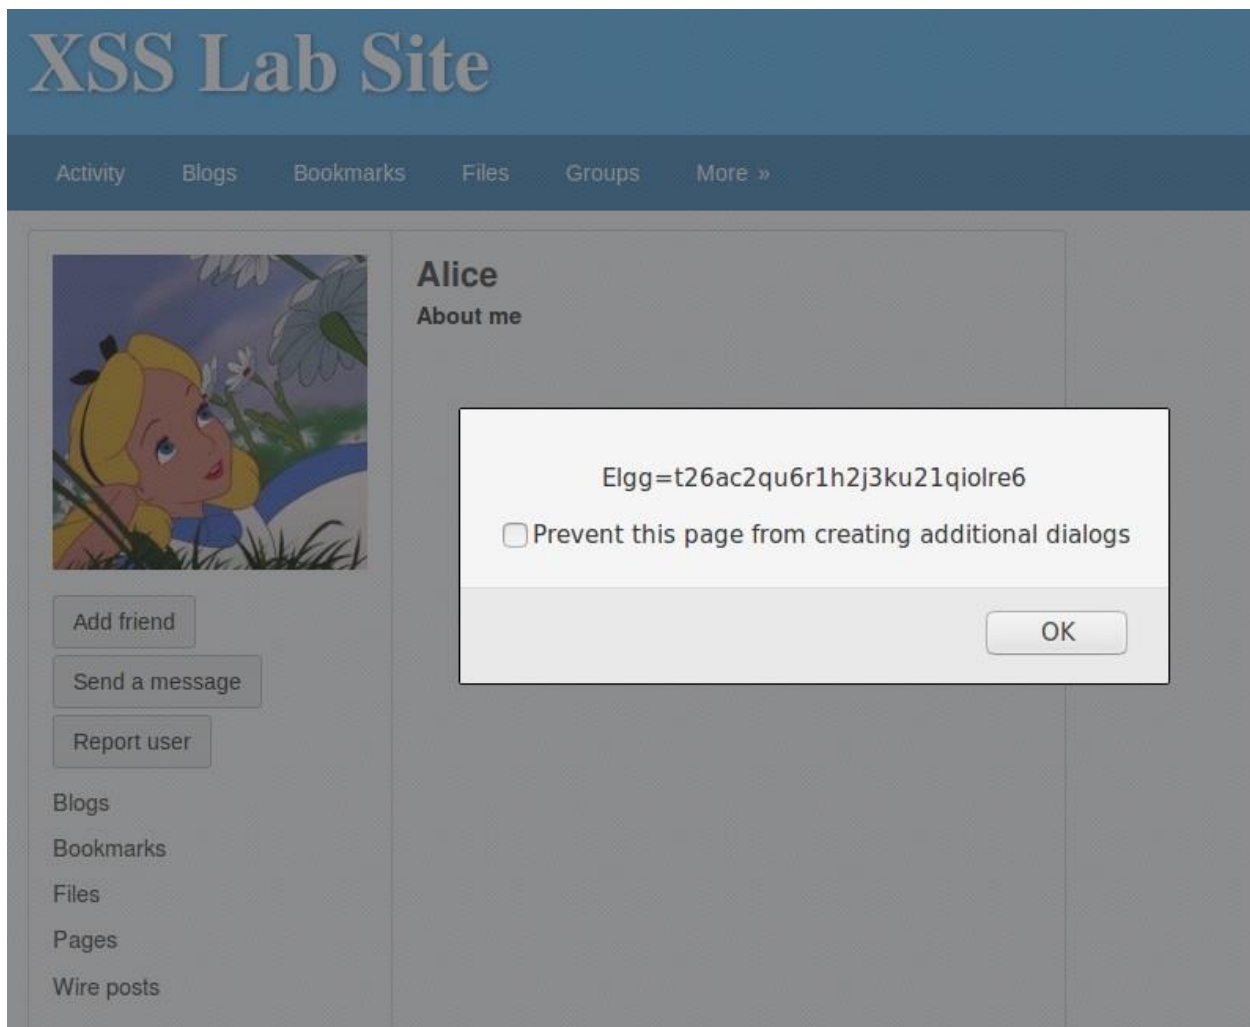 XSS Lab Site
Activity Blogs Bookmarks Files Groups More »
Alice
About me
Elgg=t26ac2qu6r1h2j3ku21qiolre6
Prevent this page from creating additional dialogs
OK
Add friend
Send a message
Report user
Blogs
Bookmarks
Files
Pages
Wire posts